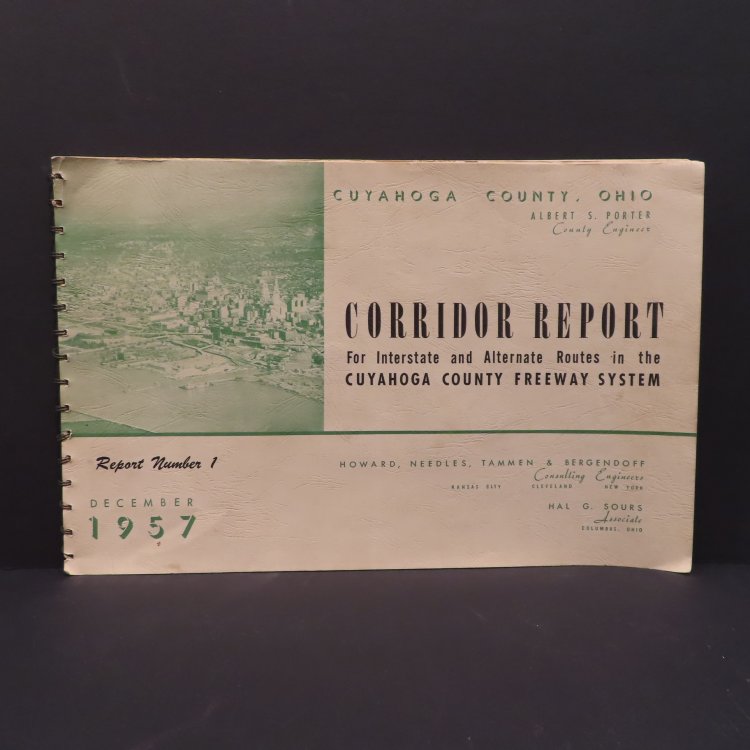 CUYAHOGA COUNTY, OHIO
ALBERT S. PORTER
County Engineer
CORRIDOR REPORT
For Interstate and Alternate Routes in the
CUYAHOGA COUNTY FREEWAY SYSTEM
Report Number 1
DECEMBER
1957
HOWARD, NEEDLES, TAMMEN & BERGENDOFF
Consulting Engineers
KANSAS CITY CLEVELAND NEW YORK
HAL G. SOURS
Associate
COLUMBUS, OHIO